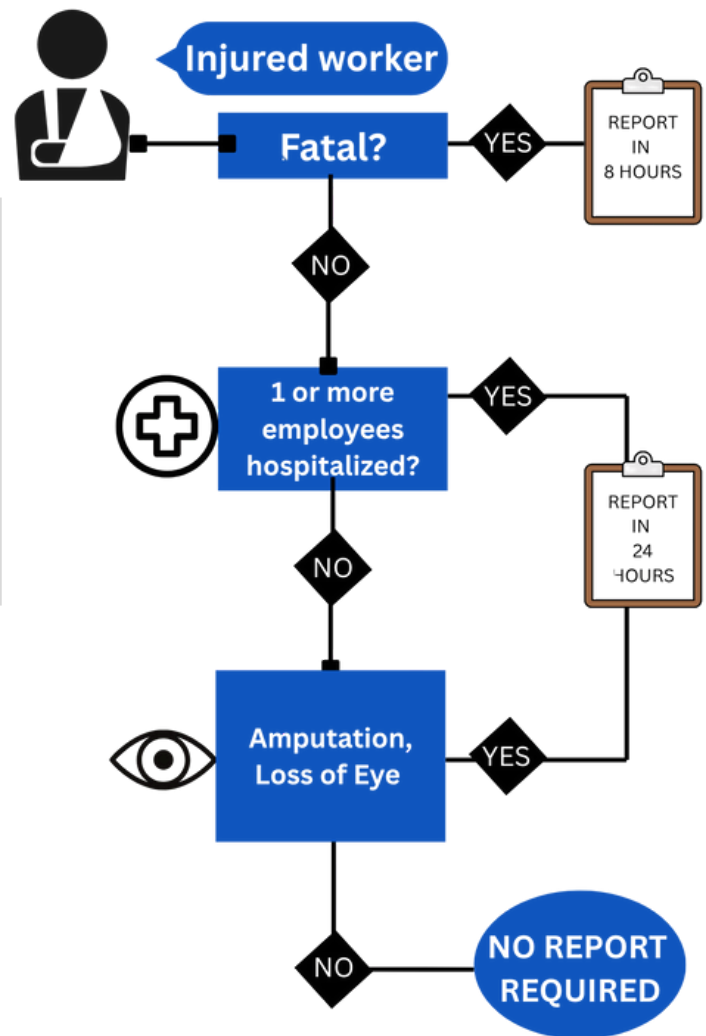 Injured worker
Fatal?
YES
REPORT
IN
8 HOURS
NO
1 or more
employees
hospitalized?
YES
REPORT
IN
24
HOURS
NO
Amputation,
Loss of Eye
YES
NO
NO REPORT
REQUIRED